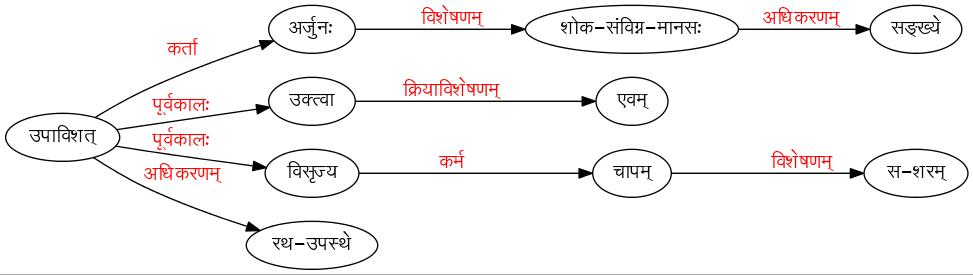 अर्जुनः
विशेषणम्
शोक-संविग्न-मानसः
अधिकरणम्
सङ्ख्ये
कर्ता
उक्त्वा
क्रियाविशेषणम्
एवम्
पूर्वकालः
उपाविशत्
पूर्वकालः
विसृज्य
कर्म
चापम्
विशेषणम्
स-शरम्
अधिकरणम्
रथ-उपस्थे